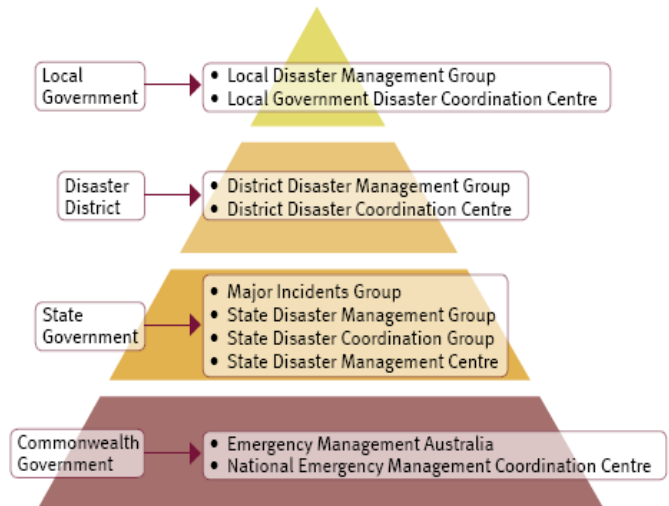 Local
Government
• Local Disaster Management Group
• Local Government Disaster Coordination Centre
Disaster
District
• District Disaster Management Group
• District Disaster Coordination Centre
State
Government
• Major Incidents Group
• State Disaster Management Group
• State Disaster Coordination Group
• State Disaster Management Centre
Commonwealth
Government
• Emergency Management Australia
• National Emergency Management Coordination Centre